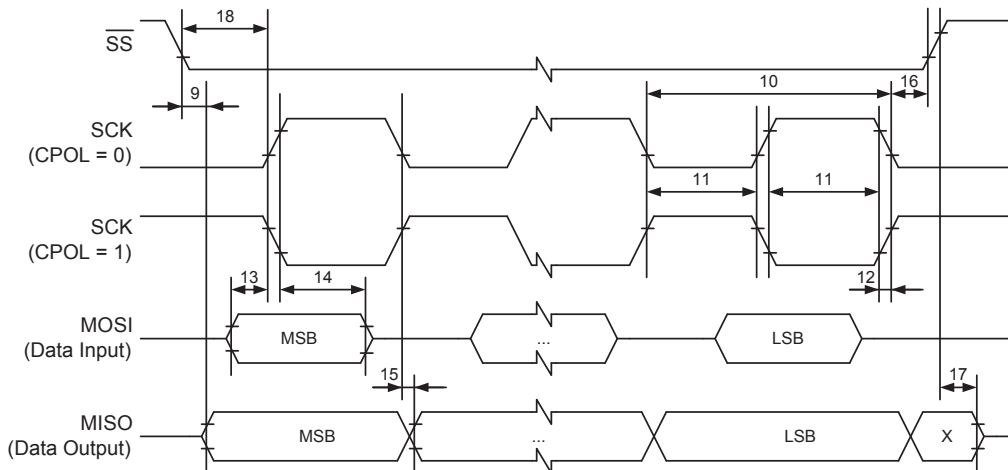 18
SS
10
9
16
SCK
(CPOL = 0)
11
11
SCK
(CPOL = 1)
13
14
12
MOSI
(Data Input)
MSB
...
LSB
15
17
MISO
(Data Output)
MSB
...
LSB
X